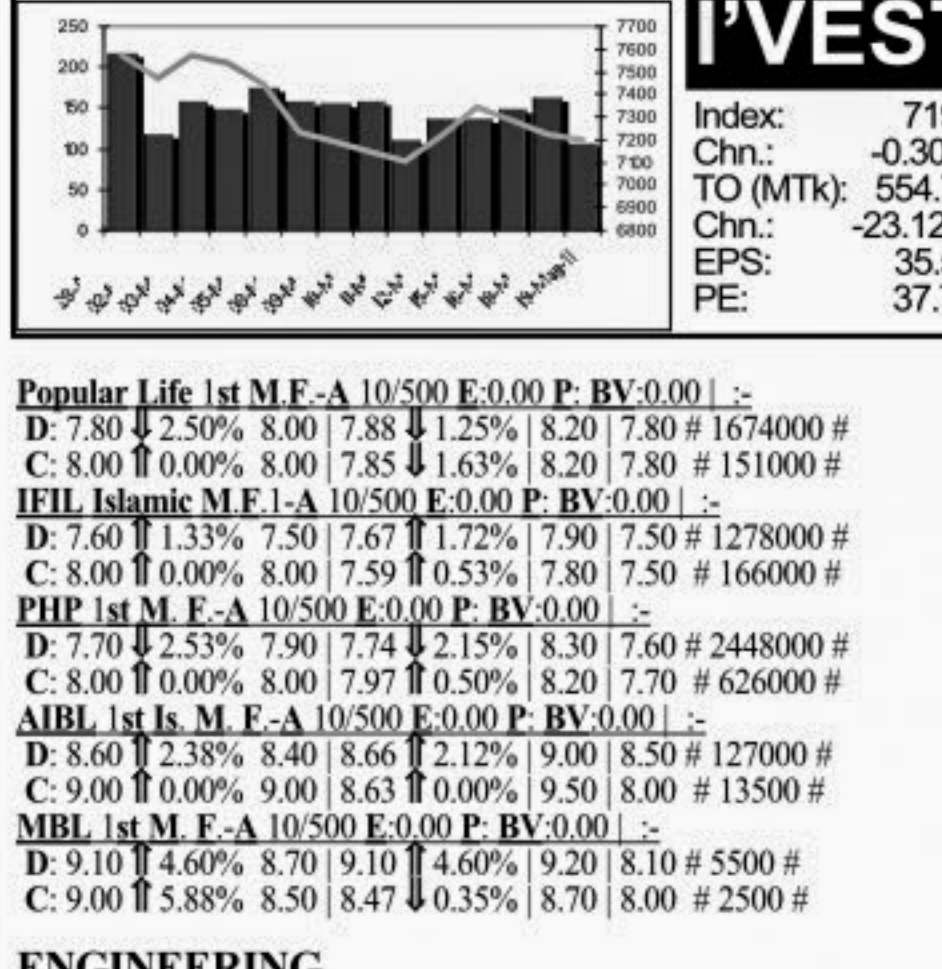 250
200
150
100
50
0
7700
7600
7500
7400
7300
7200
7100
7000
6900
6800
I'VEST
Index: 719
Chn.: -0.30
TO (MTk): 554.
Chn.: -23.12
EPS: 35.
PE: 37.
Popular Life 1st M.F.-A 10/500 E:0.00 P: BV:0.00 | :-
D: 7.80 ⇓ 2.50% 8.00 | 7.88 ⇓ 1.25% | 8.20 | 7.80 # 1674000 #
C: 8.00 ⇑ 0.00% 8.00 | 7.85 ⇓ 1.63% | 8.20 | 7.80 # 151000 #
IFIL Islamic M.F.1-A 10/500 E:0.00 P: BV:0.00 | :-
D: 7.60 ⇑ 1.33% 7.50 | 7.67 ⇑ 1.72% | 7.90 | 7.50 # 1278000 #
C: 8.00 ⇑ 0.00% 8.00 | 7.59 ⇑ 0.53% | 7.80 | 7.50 # 166000 #
PHP 1st M. F.-A 10/500 E:0.00 P: BV:0.00 | :-
D: 7.70 ⇓ 2.53% 7.90 | 7.74 ⇓ 2.15% | 8.30 | 7.60 # 2448000 #
C: 8.00 ⇑ 0.00% 8.00 | 7.97 ⇑ 0.50% | 8.20 | 7.70 # 626000 #
AIBL 1st Is. M. F.-A 10/500 E:0.00 P: BV:0.00 | :-
D: 8.60 ⇑ 2.38% 8.40 | 8.66 ⇑ 2.12% | 9.00 | 8.50 # 127000 #
C: 9.00 ⇑ 0.00% 9.00 | 8.63 ⇑ 0.00% | 9.50 | 8.00 # 13500 #
MBL 1st M. F.-A 10/500 E:0.00 P: BV:0.00 | :-
D: 9.10 ⇑ 4.60% 8.70 | 9.10 ⇑ 4.60% | 9.20 | 8.10 # 5500 #
C: 9.00 ⇑ 5.88% 8.50 | 8.47 ⇓ 0.35% | 8.70 | 8.00 # 2500 #
ENGINEERING